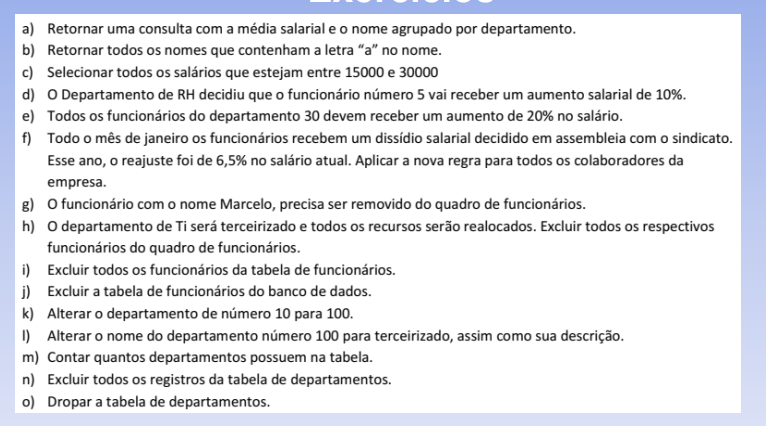 a) Retornar uma consulta com a média salarial e o nome agrupado por departamento.
b) Retornar todos os nomes que contenham a letra “a” no nome.
c) Selecionar todos os salários que estejam entre 15000 e 30000
d) O Departamento de RH decidiu que o funcionário número 5 vai receber um aumento salarial de 10%.
e) Todos os funcionários do departamento 30 devem receber um aumento de 20% no salário.
f) Todo o mês de janeiro os funcionários recebem um dissídio salarial decidido em assembleia com o sindicato.
Esse ano, o reajuste foi de 6,5% no salário atual. Aplicar a nova regra para todos os colaboradores da
empresa.
g) O funcionário com o nome Marcelo, precisa ser removido do quadro de funcionários.
h) O departamento de Ti será terceirizado e todos os recursos serão realocados. Excluir todos os respectivos
funcionários do quadro de funcionários.
i) Excluir todos os funcionários da tabela de funcionários.
j) Excluir a tabela de funcionários do banco de dados.
k) Alterar o departamento de número 10 para 100.
l) Alterar o nome do departamento número 100 para terceirizado, assim como sua descrição.
m) Contar quantos departamentos possuem na tabela.
n) Excluir todos os registros da tabela de departamentos.
o) Dropar a tabela de departamentos.